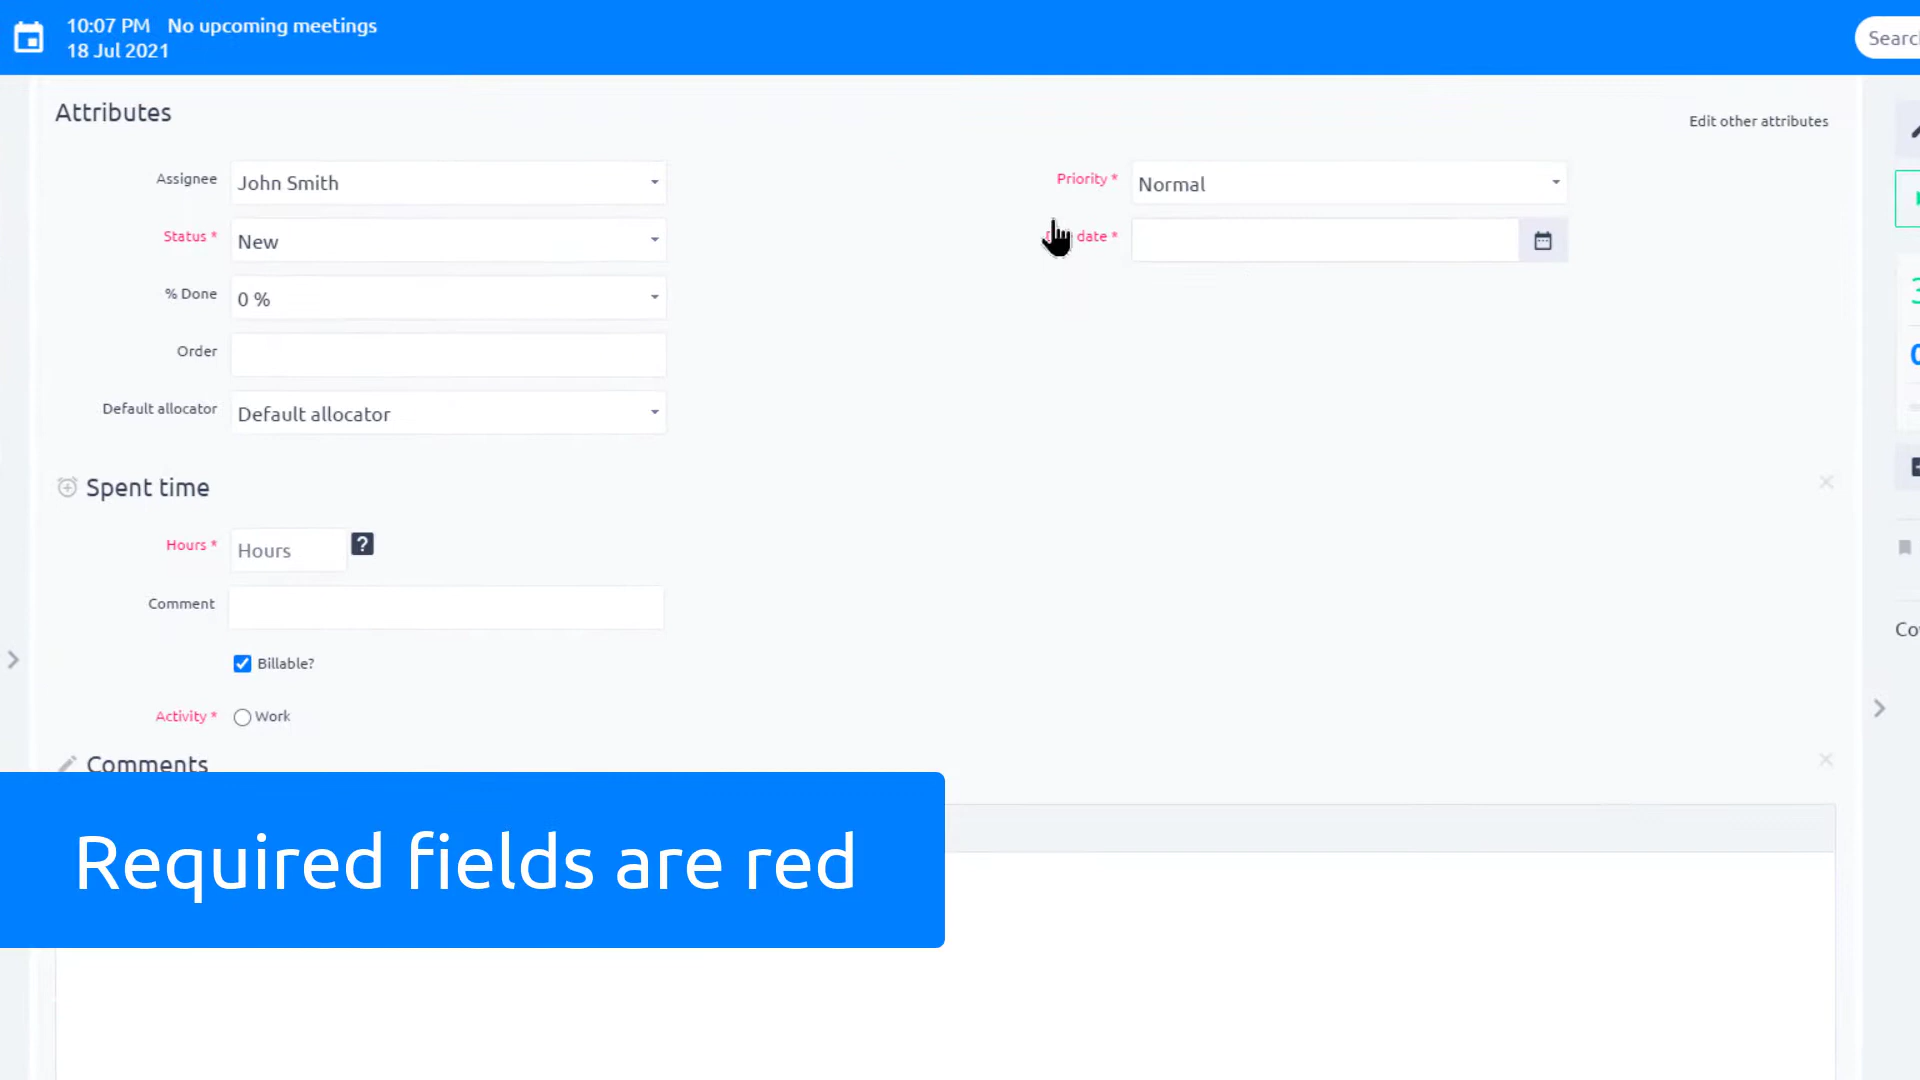 10:07 PM No upcoming meetings
18 Jul 2021
Searc
Attributes
Edit other attributes
Assignee John Smith
Priority * Normal
Status * New
date *
% Done 0 %
Order
Default allocator Default allocator
Spent time
Hours * Hours ?
Comment
Billable?
Activity * Work
Comments
Required fields are red
Co